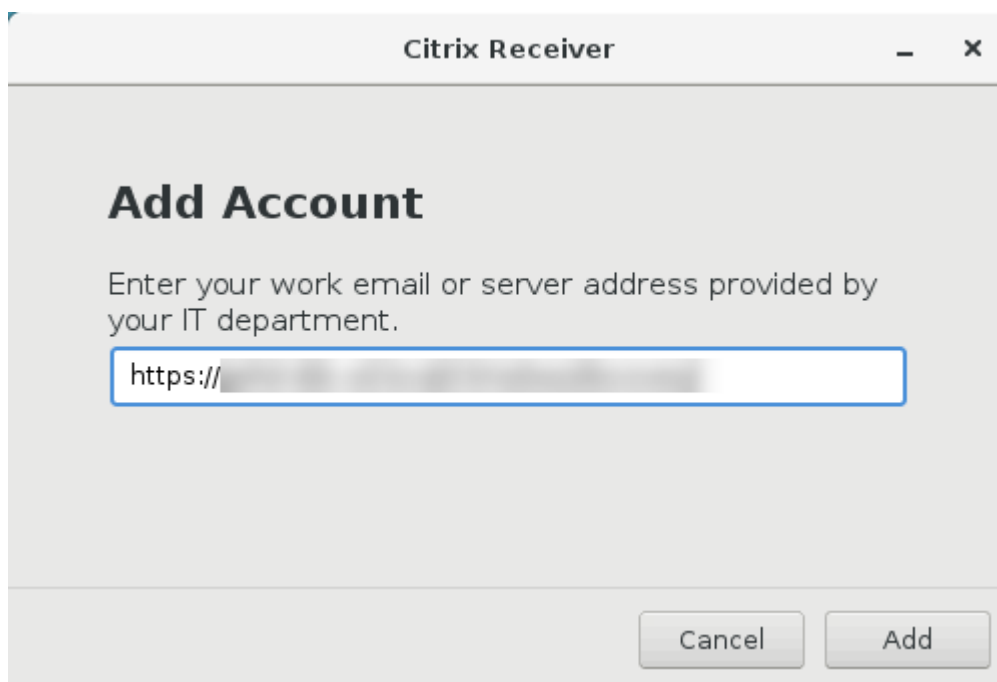 Citrix Receiver
Add Account
Enter your work email or server address provided by
your IT department.
https://
Cancel
Add